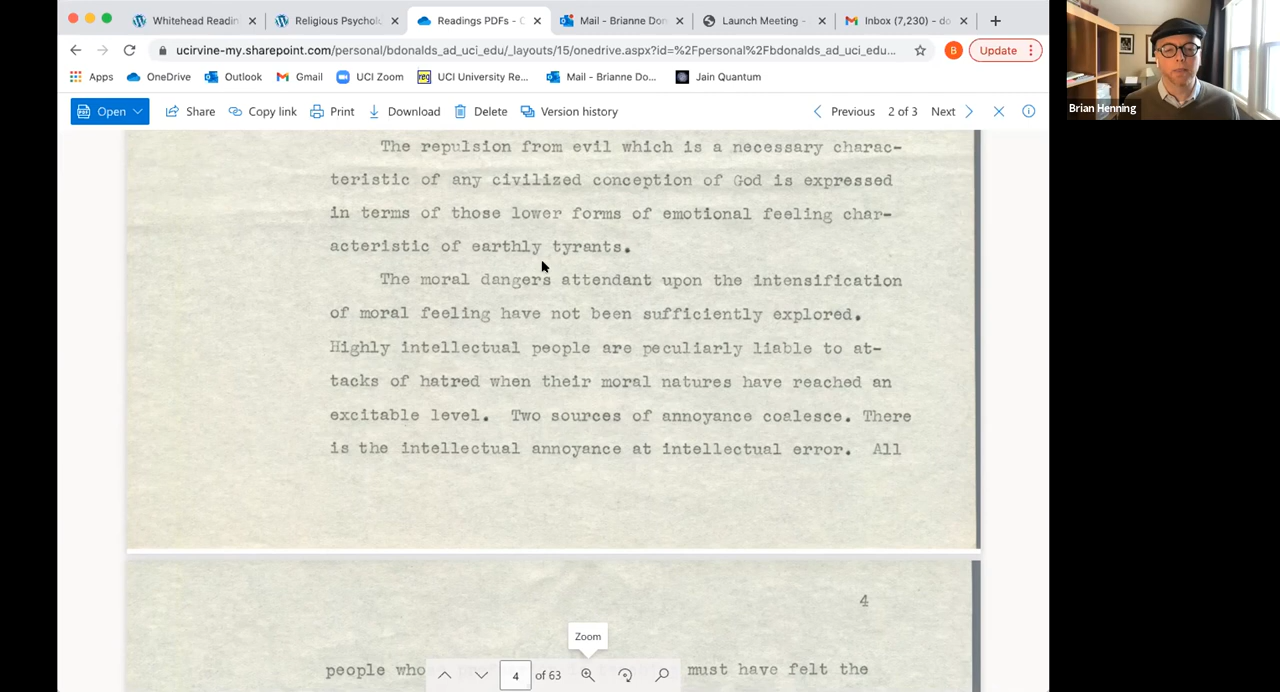 Whitehead Readin
Religious Psycholo
Readings PDFs - O
Mail - Brianne Don
Launch Meeting -
Inbox (7,230) - do
ucirvine-my.sharepoint.com/personal/bdonalds_ad_uci_edu/_layouts/15/onedrive.aspx?id=%2Fpersonal%2Fbdonalds_ad_uci_edu...
B
Update
Apps
OneDrive
Outlook
Gmail
UCI Zoom
req
UCI University Re...
Mail - Brianne Do...
Jain Quantum
Open
Share
Copy link
Print
Download
Delete
Version history
Previous
2 of 3
Next
Brian Henning
The repulsion from evil which is a necessary charac-
teristic of any civilized conception of God is expressed
in terms of those lower forms of emotional feeling char-
acteristic of earthly tyrants.
The moral dangers attendant upon the intensification
of moral feeling have not been sufficiently explored.
Highly intellectual people are peculiarly liable to at-
tacks of hatred when their moral natures have reached an
excitable level. Two sources of annoyance coalesce. There
is the intellectual annoyance at intellectual error. All
4
Zoom
people who
must have felt the
4 of 63